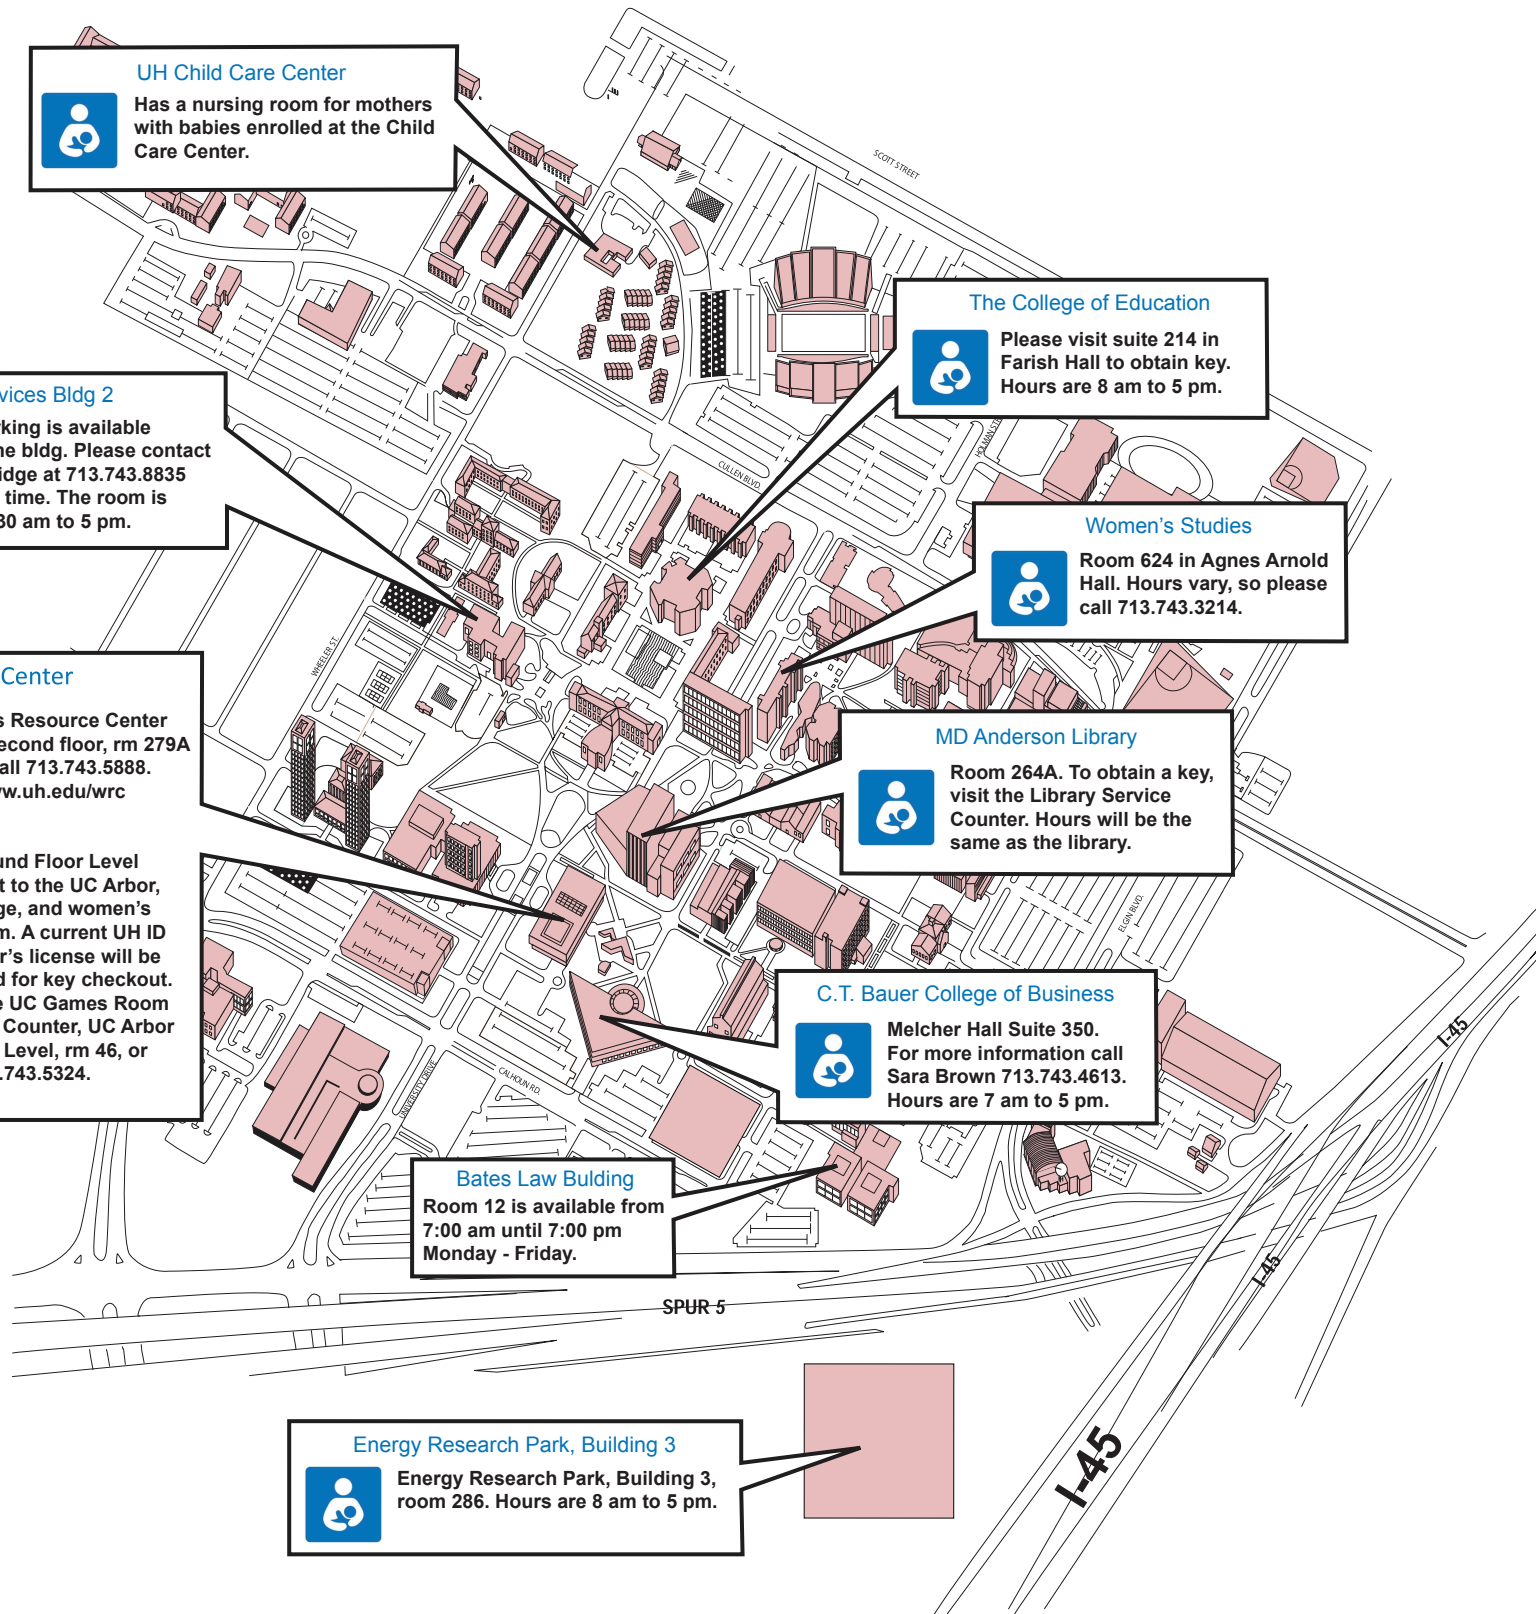 UH Child Care Center
Has a nursing room for mothers
with babies enrolled at the Child
Care Center.
SCOTT STREET
The College of Education
Please visit suite 214 in
Farish Hall to obtain key.
Hours are 8 am to 5 pm.
vices Bldg 2
rking is available
he bldg. Please contact
idge at 713.743.8835
time. The room is
30 am to 5 pm.
HOLMAN STR
CULLEN BLVD.
Women's Studies
Room 624 in Agnes Arnold
Hall. Hours vary, so please
call 713.743.3214.
WHEELER ST.
Center
s Resource Center
econd floor, rm 279A
all 713.743.5888.
w.uh.edu/wrc
und Floor Level
t to the UC Arbor,
ge, and women's
m. A current UH ID
r's license will be
d for key checkout.
e UC Games Room
Counter, UC Arbor
Level, rm 46, or
.743.5324.
MD Anderson Library
Room 264A. To obtain a key,
visit the Library Service
Counter. Hours will be the
same as the library.
ELGIN BLVD.
C.T. Bauer College of Business
Melcher Hall Suite 350.
For more information call
Sara Brown 713.743.4613.
Hours are 7 am to 5 pm.
I-45
UNIVERSITY DRIVE
CALHOUN RD.
Bates Law Bulding
Room 12 is available from
7:00 am until 7:00 pm
Monday - Friday.
I-45
SPUR 5
I-45
Energy Research Park, Building 3
Energy Research Park, Building 3,
room 286. Hours are 8 am to 5 pm.